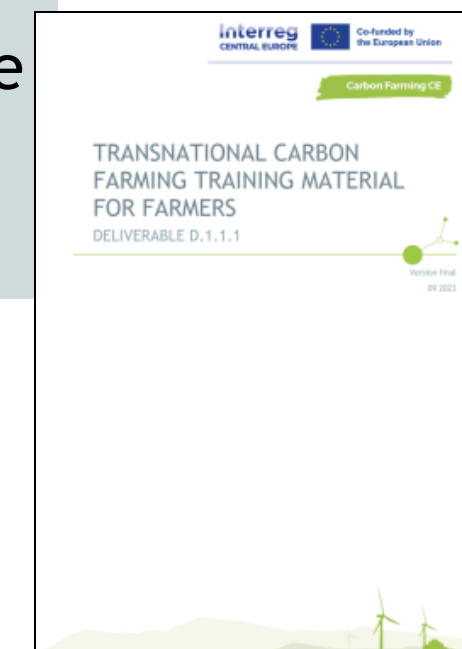 e
Interreg
CENTRAL EUROPE
Co-funded by
the European Union
Carbon Farming CE
TRANSNATIONAL CARBON
FARMING TRAINING MATERIAL
FOR FARMERS
DELIVERABLE D.1.1.1
Version Final
09 2023